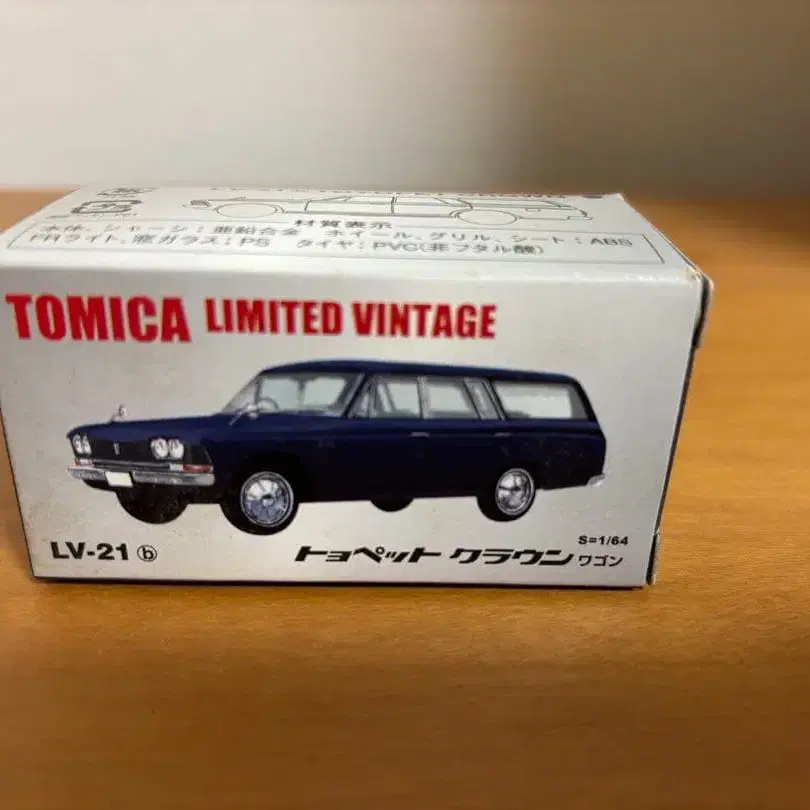 材質表示
本体、シャーシ：亜鉛合金　ホイール、グリル、シート：ABS
FRライト、窓ガラス：PS　タイヤ：PVC(非フタル酸)
TOMICA LIMITED VINTAGE
LV-21 ⓑ
S=1/64
トヨペット クラウン ワゴン